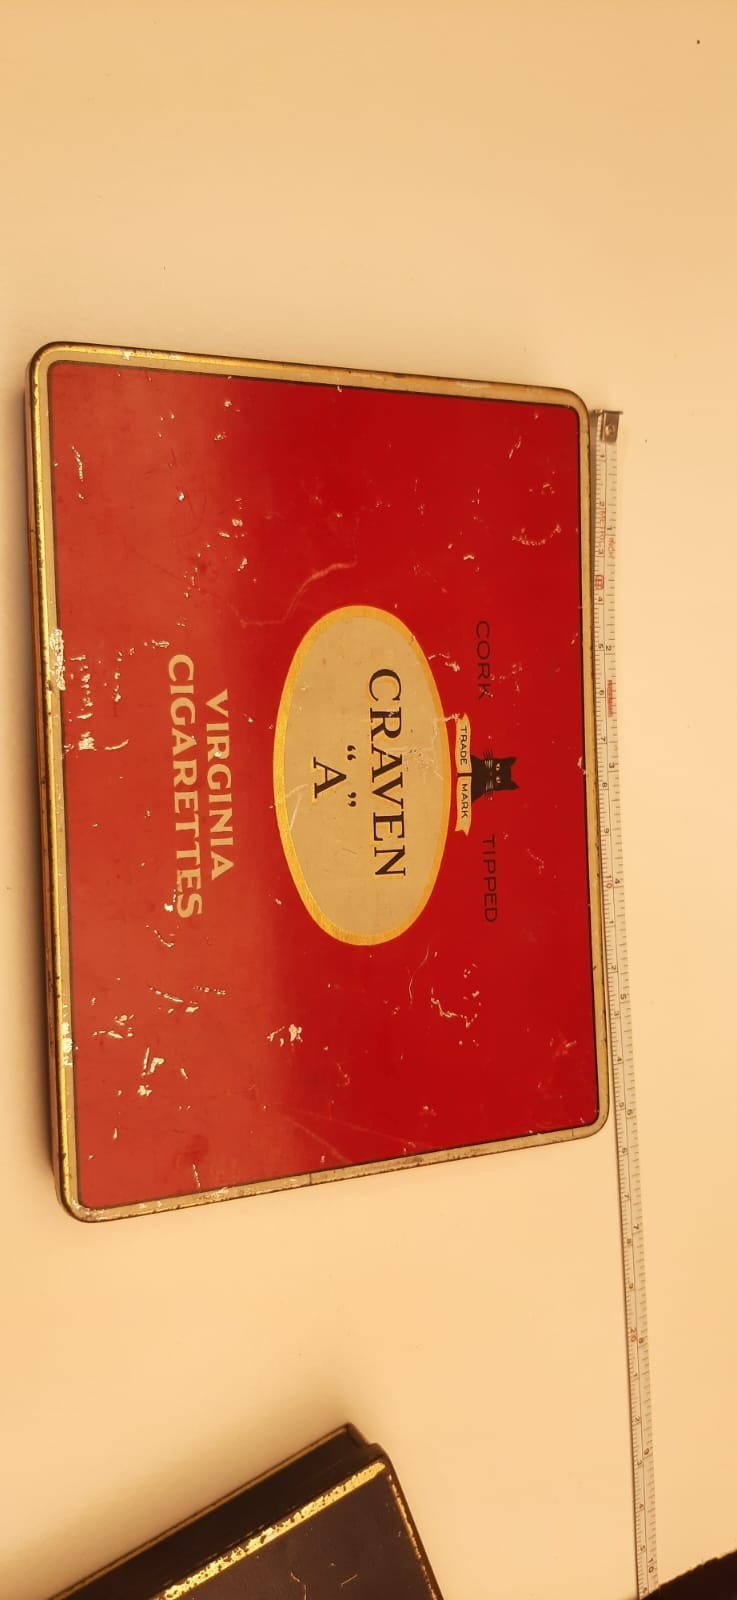 CORK TIPPED
TRADE MARK
CRAVEN
“A”
VIRGINIA
CIGARETTES